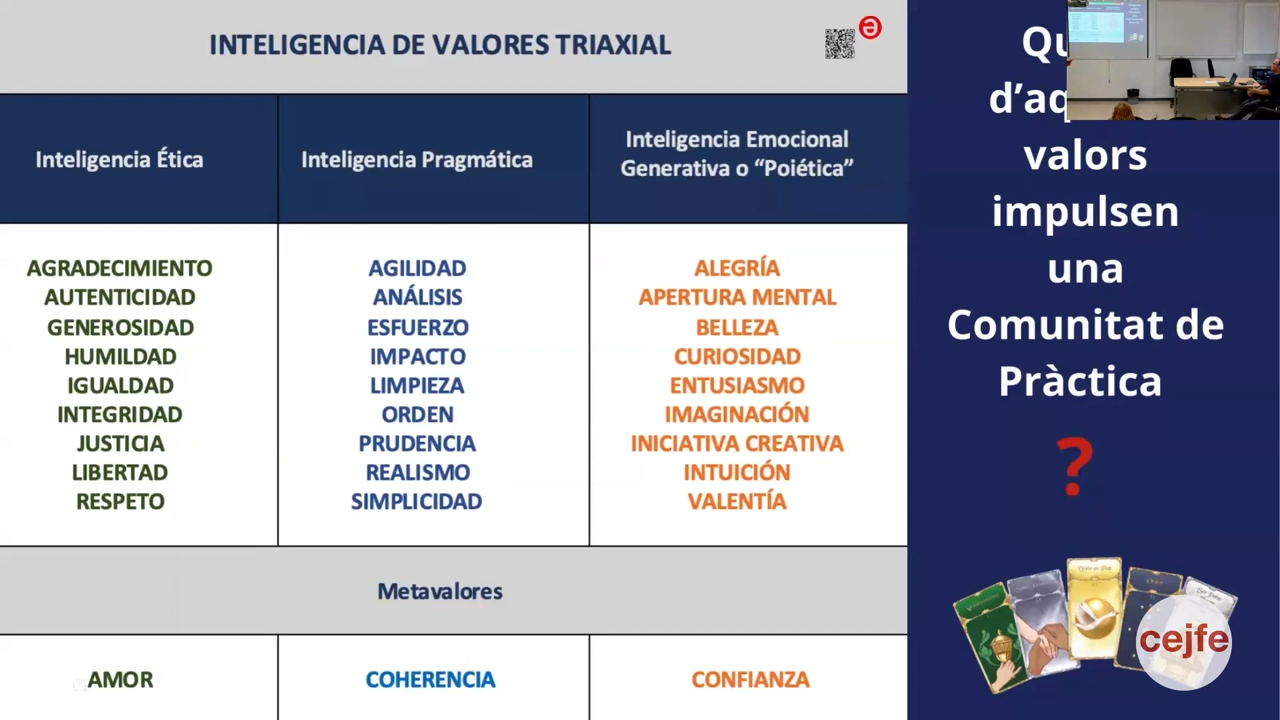 INTELIGENCIA DE VALORES TRIAXIAL
Inteligencia Ética
Inteligencia Pragmática
Inteligencia Emocional
Generativa o “Poiética”
AGRADECIMIENTO
AUTENTICIDAD
GENEROSIDAD
HUMILDAD
IGUALDAD
INTEGRIDAD
JUSTICIA
LIBERTAD
RESPETO
AGILIDAD
ANÁLISIS
ESFUERZO
IMPACTO
LIMPIEZA
ORDEN
PRUDENCIA
REALISMO
SIMPLICIDAD
ALEGRÍA
APERTURA MENTAL
BELLEZA
CURIOSIDAD
ENTUSIASMO
IMAGINACIÓN
INICIATIVA CREATIVA
INTUICIÓN
VALENTÍA
Metavalores
AMOR
COHERENCIA
CONFIANZA
valors
impulsen
una
Comunitat de
Pràctica
?
cejfe